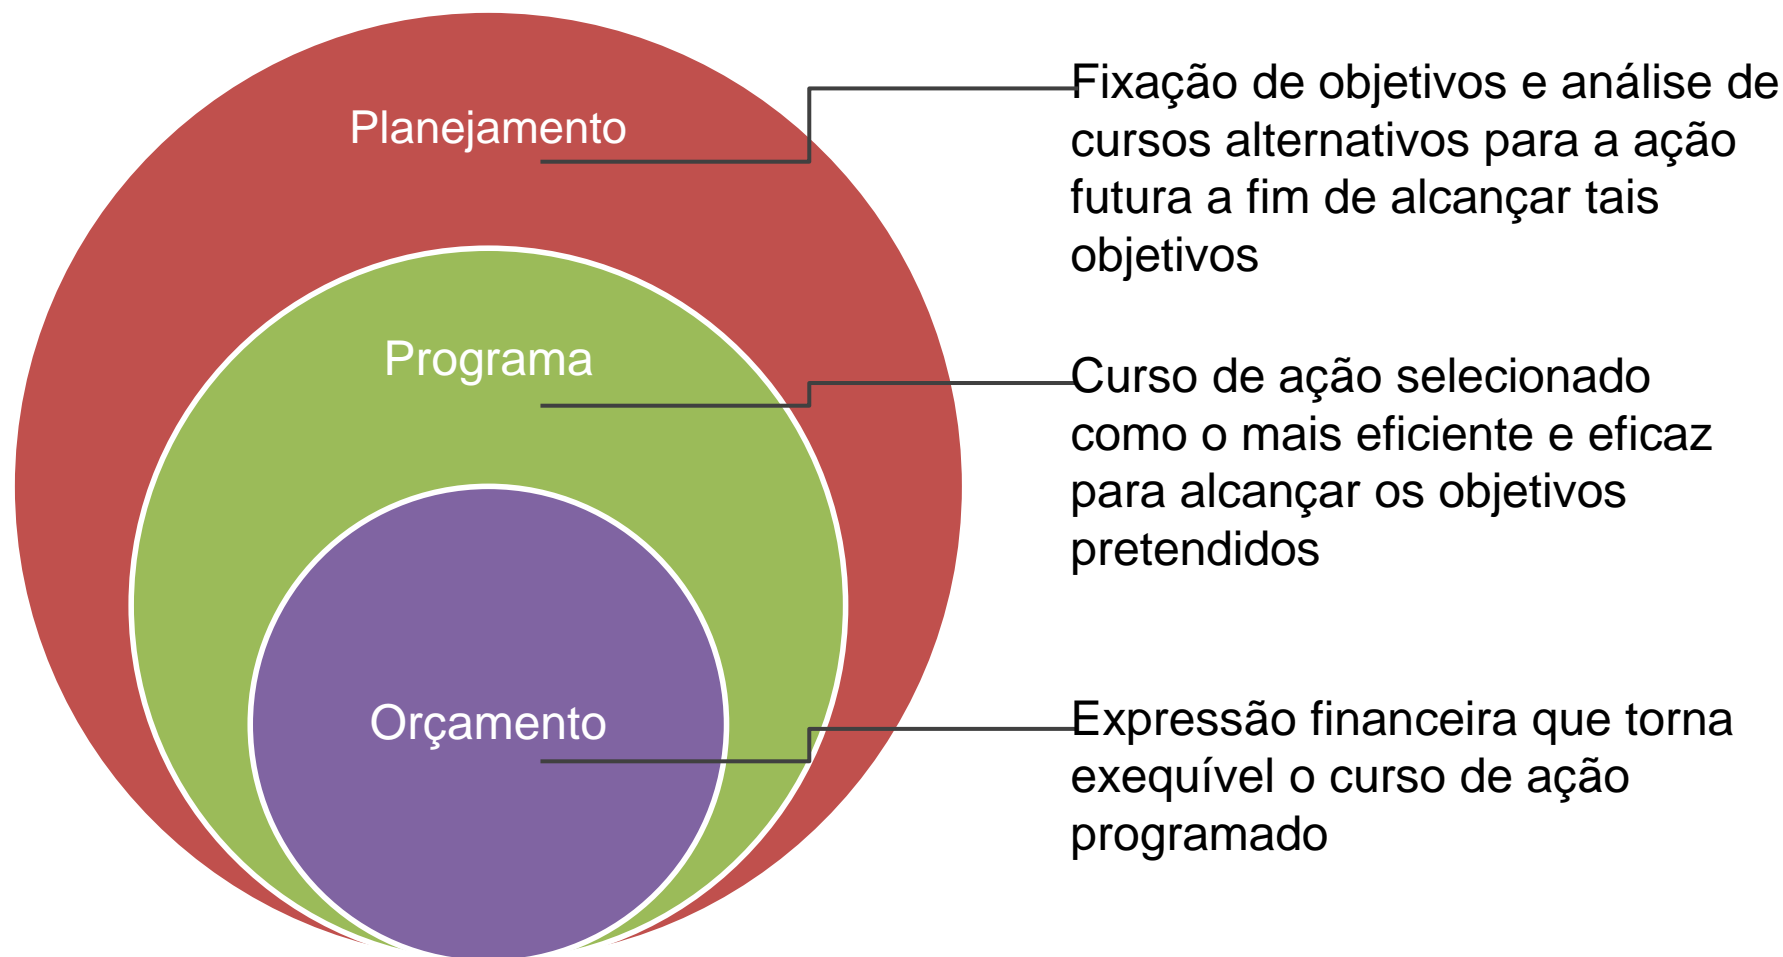 Planejamento
Fixação de objetivos e análise de
cursos alternativos para a ação
futura a fim de alcançar tais
objetivos
Programa
Curso de ação selecionado
como o mais eficiente e eficaz
para alcançar os objetivos
pretendidos
Orçamento
Expressão financeira que torna
exequível o curso de ação
programado